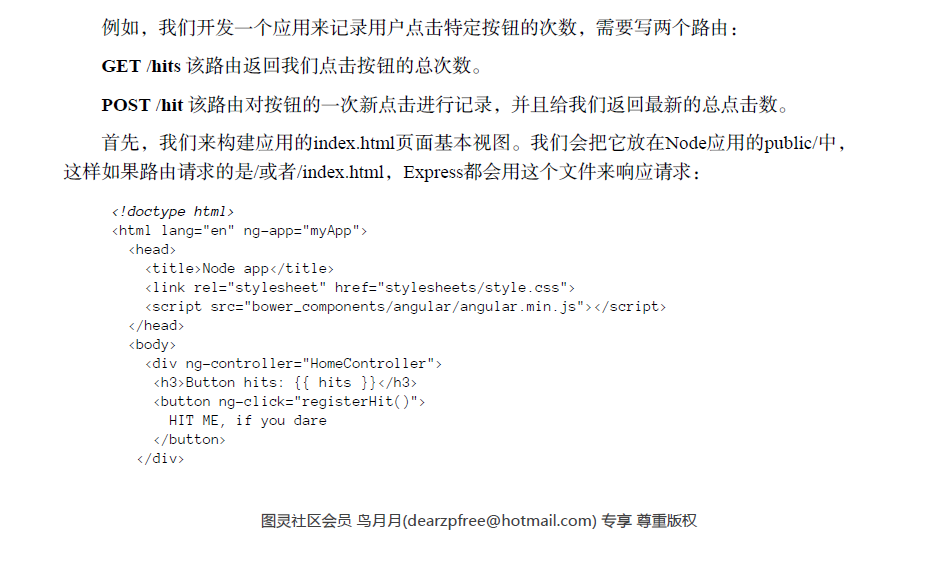 例如，我们开发一个应用来记录用户点击特定按钮的次数，需要写两个路由：
GET /hits 该路由返回我们点击按钮的总次数。
POST /hit 该路由对按钮的一次新点击进行记录，并且给我们返回最新的总点击数。
首先，我们来构建应用的index.html页面基本视图。我们会把它放在Node应用的public/中，
这样如果路由请求的是/或者/index.html，Express都会用这个文件来响应请求：
<!doctype html>
<html lang="en" ng-app="myApp">
<head>
<title>Node app</title>
<link rel="stylesheet" href="stylesheets/style.css">
<script src="bower_components/angular/angular.min.js"></script>
</head>
<body>
<div ng-controller="HomeController">
<h3>Button hits: {{ hits }}</h3>
<button ng-click="registerHit()">
HIT ME, if you dare
</button>
</div>
图灵社区会员 鸟月月(dearzpfree@hotmail.com) 专享 尊重版权